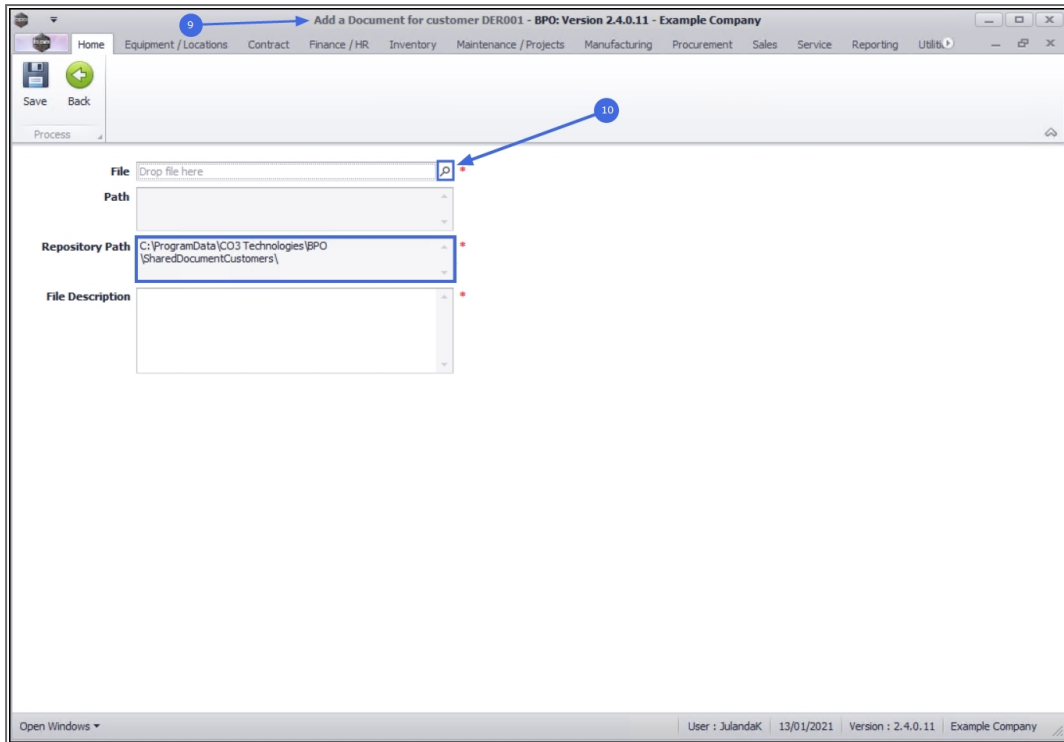 9
Add a Document for customer DER001 - BPO: Version 2.4.0.11 - Example Company
Home Equipment / Locations Contract Finance / HR Inventory Maintenance / Projects Manufacturing Procurement Sales Service Reporting
Save Back
10
Process
File Drop file here *
Path
Repository Path C:\ProgramData\CO3 Technologies\BPO *
\SharedDocumentCustomers\
File Description *
Open Windows User : JulandaK 13/01/2021 Version : 2.4.0.11 Example Company